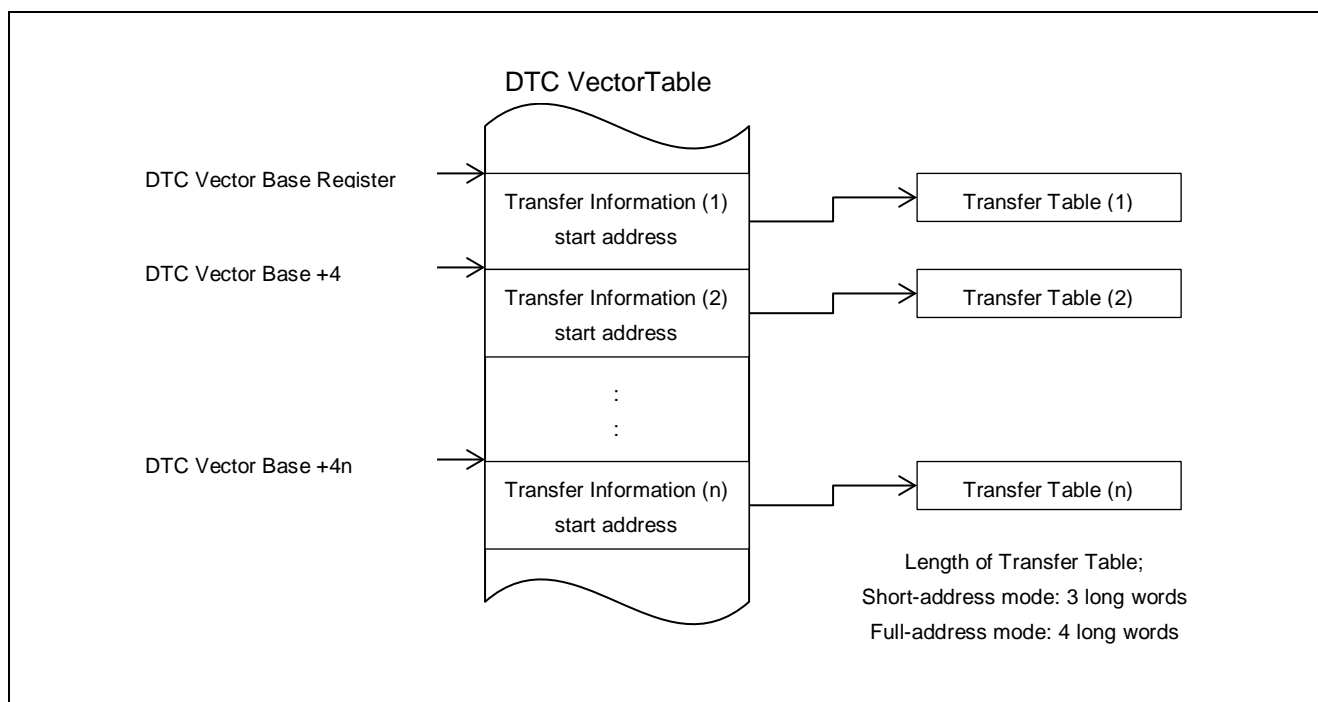 DTC VectorTable
DTC Vector Base Register
Transfer Information (1)
start address
Transfer Table (1)
DTC Vector Base +4
Transfer Information (2)
start address
Transfer Table (2)
:
:
DTC Vector Base +4n
Transfer Information (n)
start address
Transfer Table (n)
Length of Transfer Table;
Short-address mode: 3 long words
Full-address mode: 4 long words